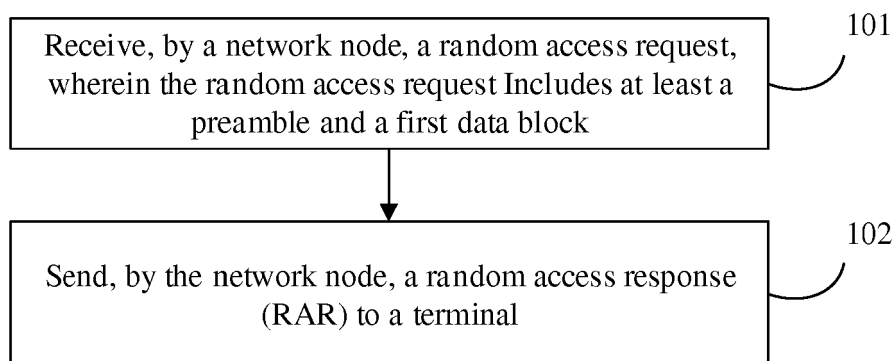 101
Receive, by a network node, a random access request,
wherein the random access request Includes at least a
preamble and a first data block
102
Send, by the network node, a random access response
(RAR) to a terminal